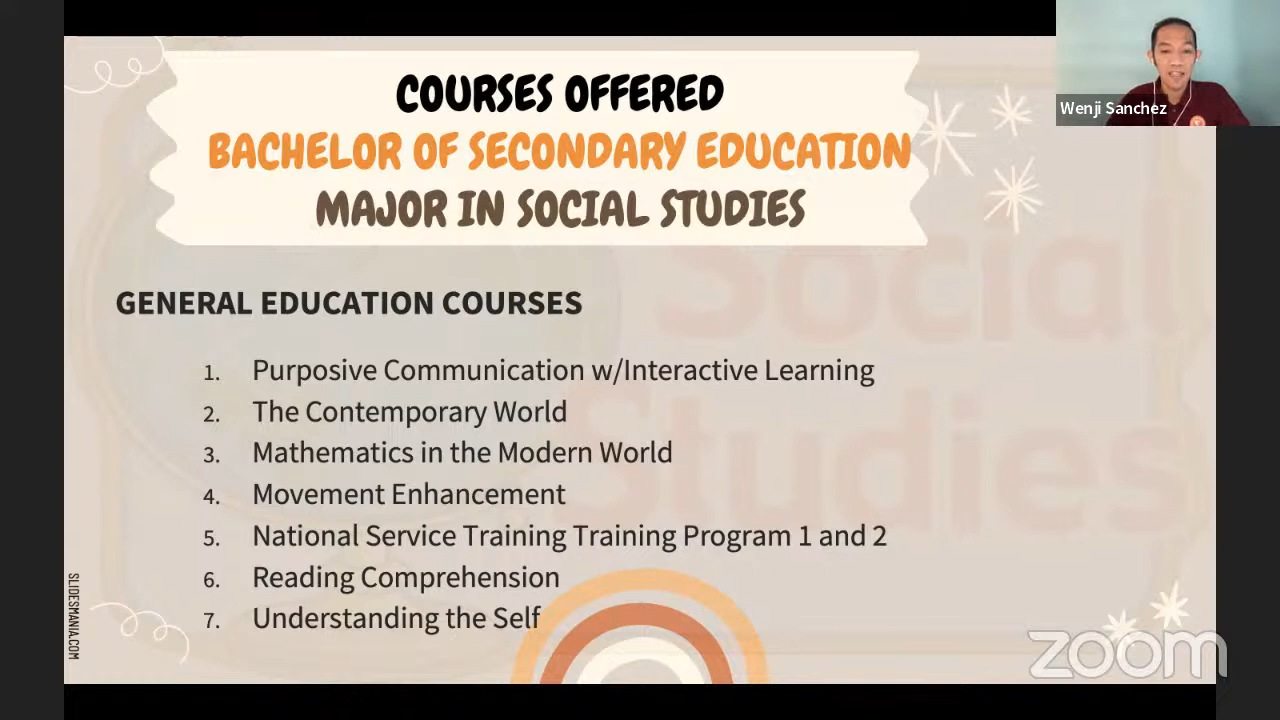 COURSES OFFERED
BACHELOR OF SECONDARY EDUCATION
MAJOR IN SOCIAL STUDIES
Wenji Sanchez
Social
Studies
GENERAL EDUCATION COURSES
1. Purposive Communication w/Interactive Learning
2. The Contemporary World
3. Mathematics in the Modern World
4. Movement Enhancement
5. National Service Training Training Program 1 and 2
6. Reading Comprehension
7. Understanding the Self
SLIDESMANIA.COM
zoom